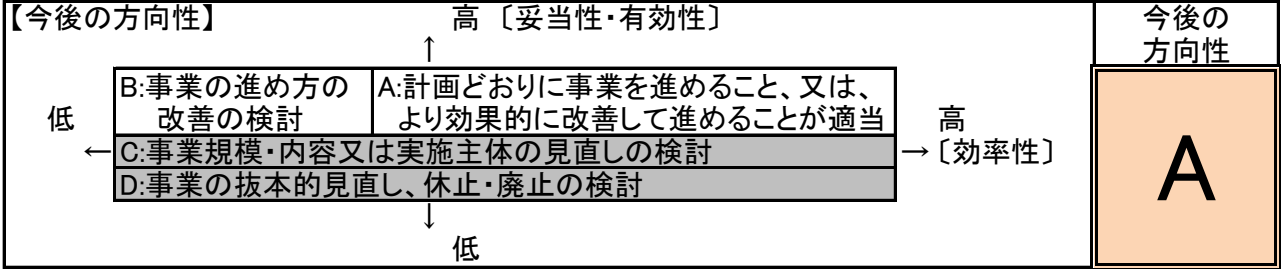 【今後の方向性】
高 〔妥当性・有効性〕
↑
B:事業の進め方の
改善の検討
A:計画どおりに事業を進めること、又は、
より効果的に改善して進めることが適当
低
←
C:事業規模・内容又は実施主体の見直しの検討
D:事業の抜本的見直し、休止・廃止の検討
高
→〔効率性〕
↓
低
今後の
方向性
A